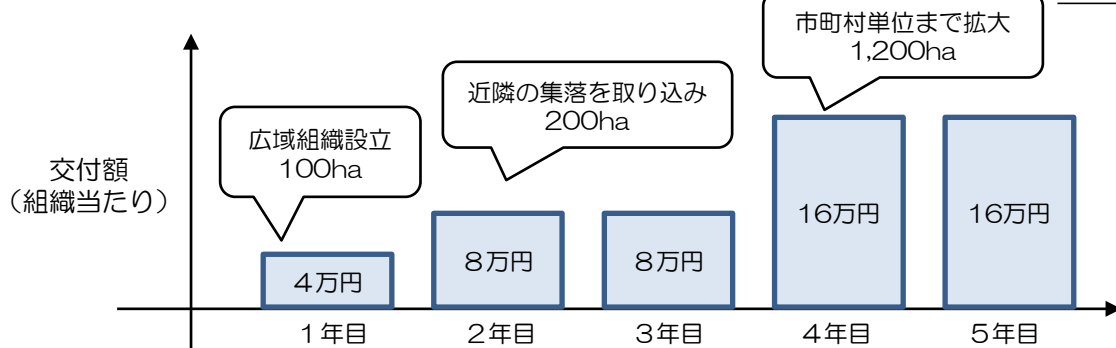 市町村単位まで拡大
1,200ha
近隣の集落を取り込み
200ha
広域組織設立
100ha
交付額
（組織当たり）
４万円
８万円
８万円
16万円
16万円
１年目
２年目
３年目
４年目
５年目